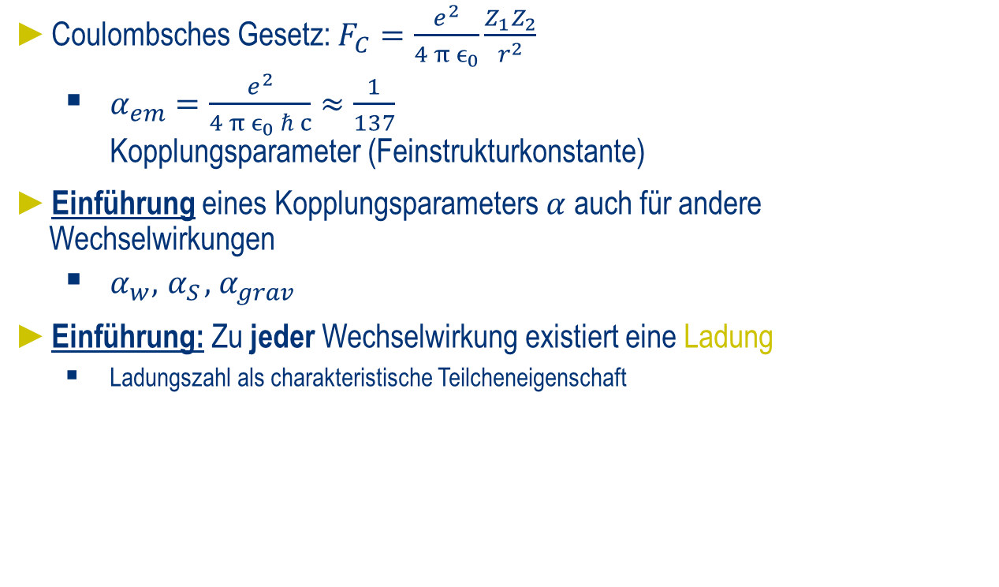 ► Coulombsches Gesetz: $F_C = \frac{e^2}{4 \pi \epsilon_0} \frac{Z_1 Z_2}{r^2}$
▪ $\alpha_{em} = \frac{e^2}{4 \pi \epsilon_0 \hbar c} \approx \frac{1}{137}$
Kopplungsparameter (Feinstrukturkonstante)
► Einführung eines Kopplungsparameters $\alpha$ auch für andere
Wechselwirkungen
▪ $\alpha_w, \alpha_S, \alpha_{grav}$
► Einführung: Zu jeder Wechselwirkung existiert eine Ladung
▪ Ladungszahl als charakteristische Teilcheneigenschaft